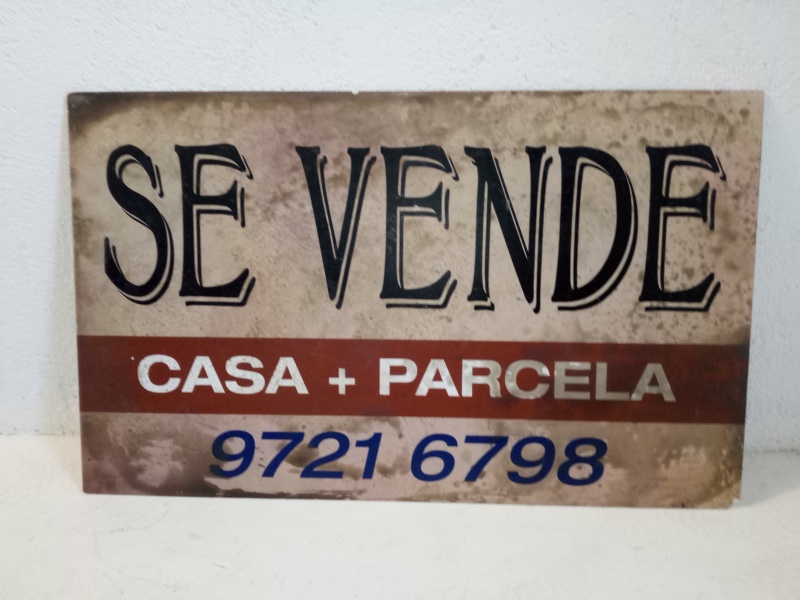 SE VENDE
CASA + PARCELA
9721 6798